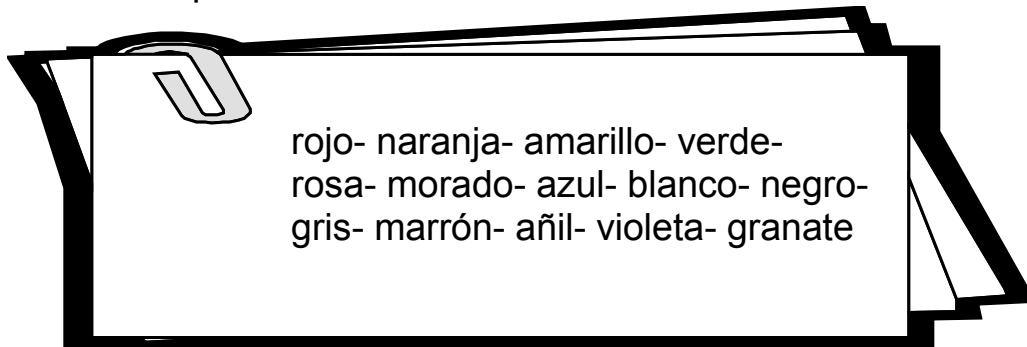 rojo- naranja- amarillo- verde-
rosa- morado- azul- blanco- negro-
gris- marrón- añil- violeta- granate